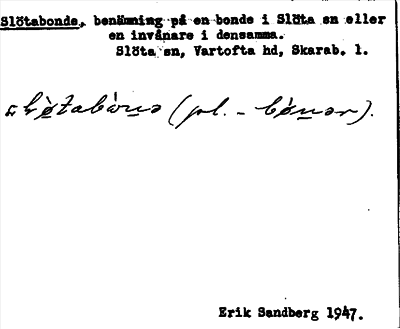 Slötabonde, benämning på en bonde i Slöta sn eller
en invånare i densamma.
Slöta sn, Vartofta hd, Skarab. l.
(pl. -
Erik Sandberg 1947.